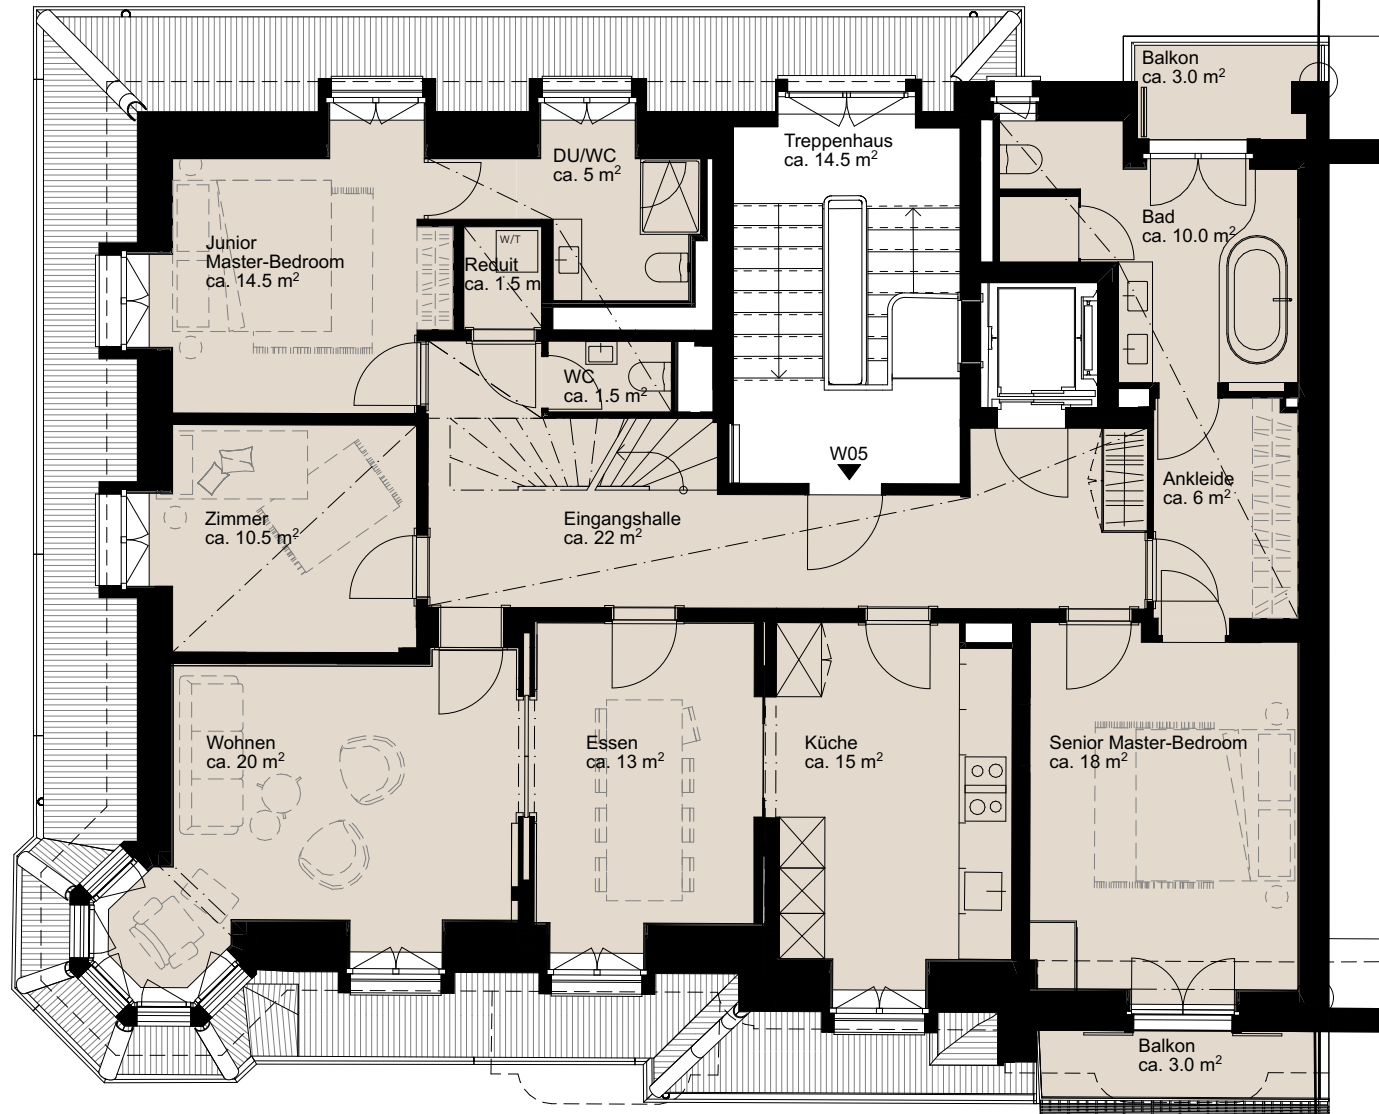 Balkon
ca. 3.0 m²
Treppenhaus
ca. 14.5 m²
DU/WC
ca. 5 m²
Bad
ca. 10.0 m²
Junior
Master-Bedroom
ca. 14.5 m²
W/T
Reduit
ca. 1.5 m
WC
ca. 1.5 m²
W05
Ankleide
ca. 6 m²
Zimmer
ca. 10.5 m²
Eingangshalle
ca. 22 m²
Wohnen
ca. 20 m²
Essen
ca. 13 m²
Küche
ca. 15 m²
Senior Master-Bedroom
ca. 18 m²
Balkon
ca. 3.0 m²